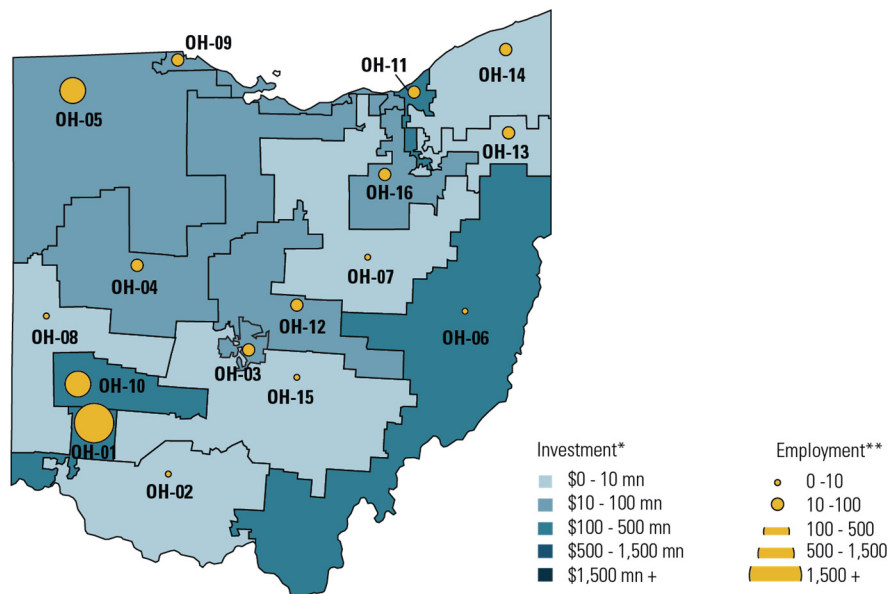 OH-09
OH-11
OH-14
OH-05
OH-13
OH-16
OH-07
OH-04
OH-12
OH-08
OH-06
OH-03
OH-10
OH-15
OH-01
OH-02
Investment*
$0 - 10 mn
$10 - 100 mn
$100 - 500 mn
$500 - 1,500 mn
$1,500 mn +
Employment**
0 -10
10 -100
100 - 500
500 - 1,500
1,500 +